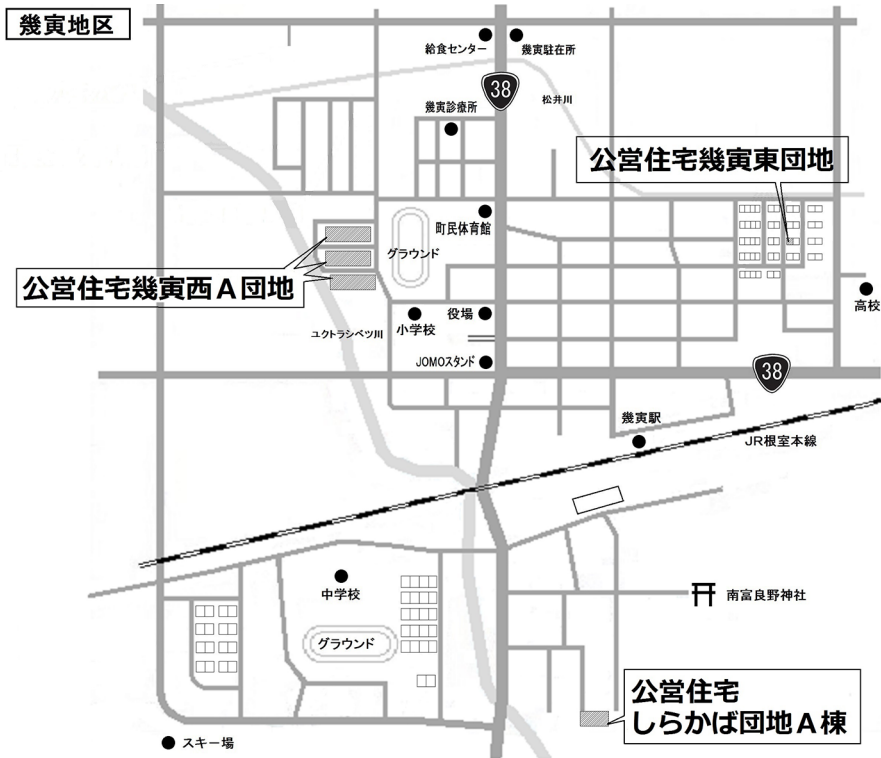 幾寅地区
給食センター
幾寅駐在所
38
松井川
幾寅診療所
公営住宅幾寅東団地
町民体育館
グラウンド
公営住宅幾寅西A団地
高校
役場
小学校
ユクトラシベツ川
JOMOスタンド
38
幾寅駅
JR根室本線
中学校
南富良野神社
グラウンド
公営住宅
しらかば団地A棟
スキー場